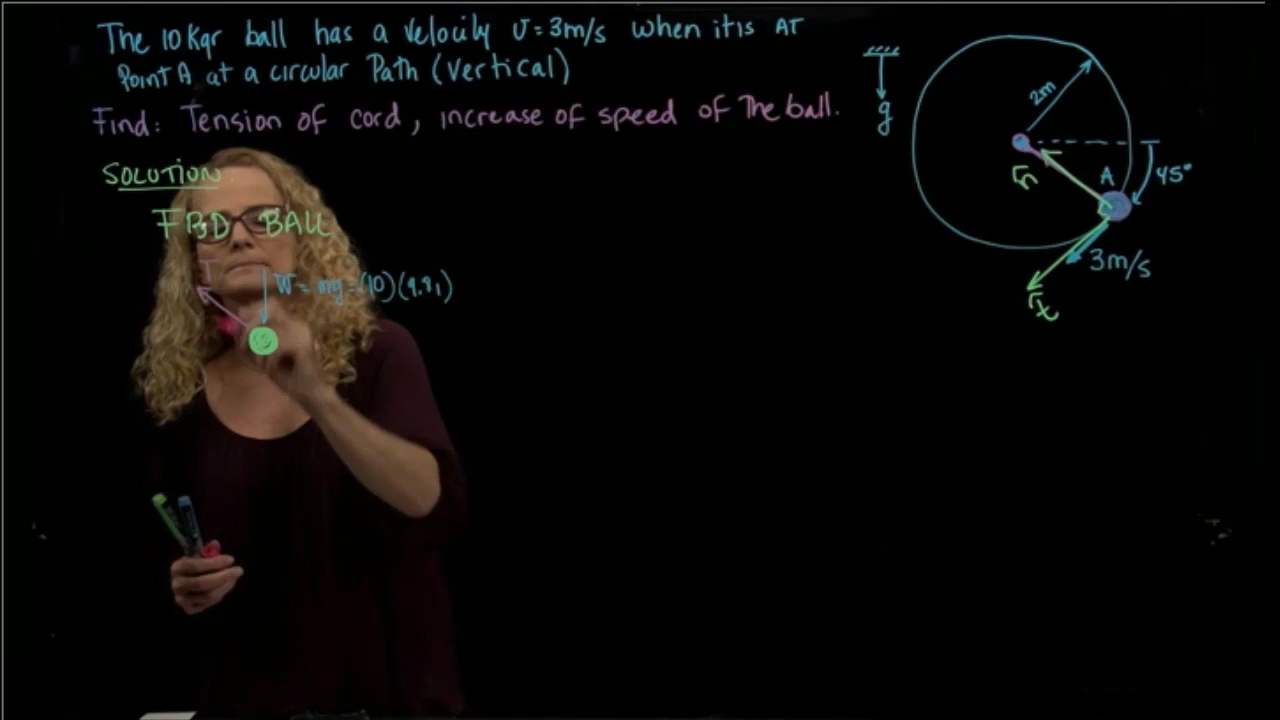 The 10 Kgr ball has a velocity v = 3m/s when it is AT
Point A at a circular Path (vertical)
Find: Tension of cord, increase of speed of The ball.
SOLUTION
FBD BALL
T
W = mg = (10)(9.81)
g
2m
A
45°
3m/s